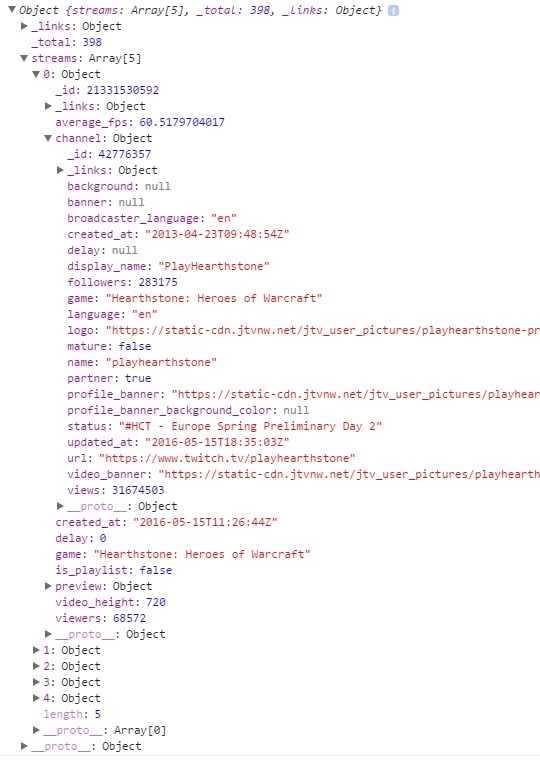 Object {streams: Array[5], _total: 398, _links: Object} i
_links: Object
_total: 398
streams: Array[5]
0: Object
_id: 21331530592
_links: Object
average_fps: 60.5179704017
channel: Object
_id: 42776357
_links: Object
background: null
banner: null
broadcaster_language: "en"
created_at: "2013-04-23T09:48:54Z"
delay: null
display_name: "PlayHearthstone"
followers: 283175
game: "Hearthstone: Heroes of Warcraft"
language: "en"
logo: "https://static-cdn.jtvnw.net/jtv_user_pictures/playhearthstone-pr
mature: false
name: "playhearthstone"
partner: true
profile_banner: "https://static-cdn.jtvnw.net/jtv_user_pictures/playhear
profile_banner_background_color: null
status: "#HCT - Europe Spring Preliminary Day 2"
updated_at: "2016-05-15T18:35:03Z"
url: "https://www.twitch.tv/playhearthstone"
video_banner: "https://static-cdn.jtvnw.net/jtv_user_pictures/playhearth
views: 31674503
__proto__: Object
created_at: "2016-05-15T11:26:44Z"
delay: 0
game: "Hearthstone: Heroes of Warcraft"
is_playlist: false
preview: Object
video_height: 720
viewers: 68572
__proto__: Object
1: Object
2: Object
3: Object
4: Object
length: 5
__proto__: Array[0]
__proto__: Object